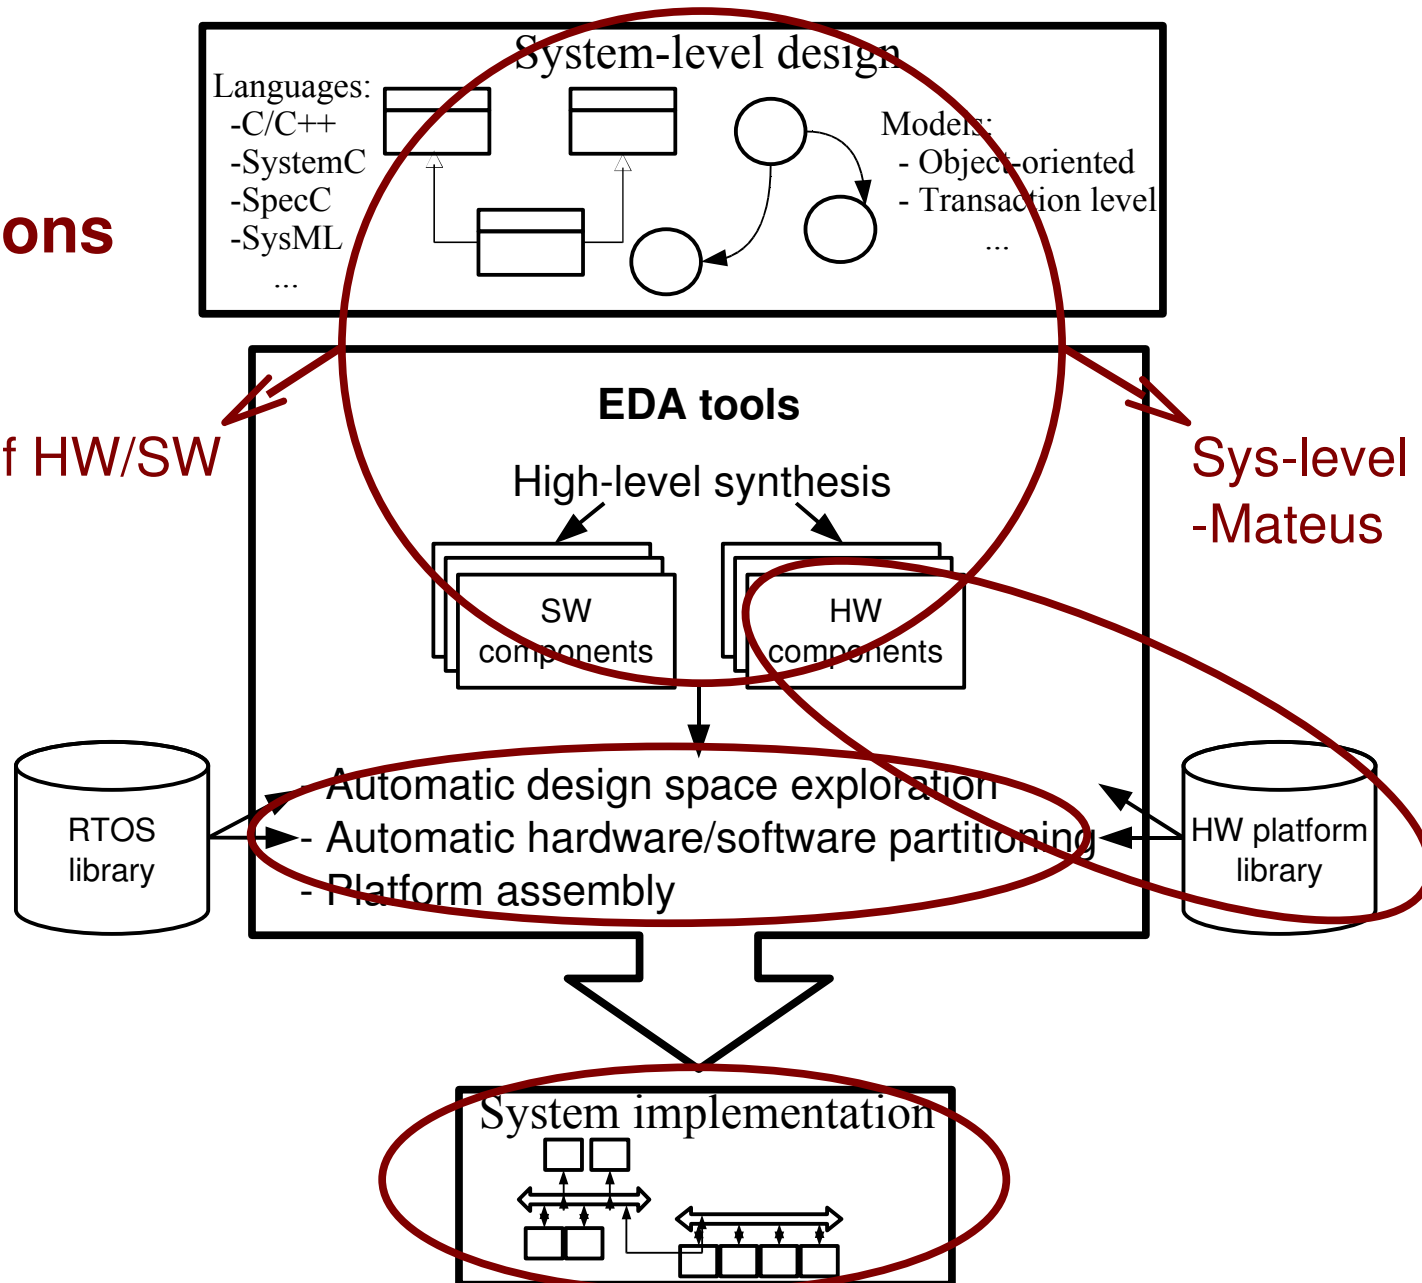 System-level design
Languages:
-C/C++
-SystemC
-SpecC
-SysML
...
Models:
- Object-oriented
- Transaction level
...
ons
f HW/SW
EDA tools
High-level synthesis
SW
components
HW
components
Sys-level
-Mateus
RTOS
library
- Automatic design space exploration
- Automatic hardware/software partitioning
- Platform assembly
HW platform
library
System implementation